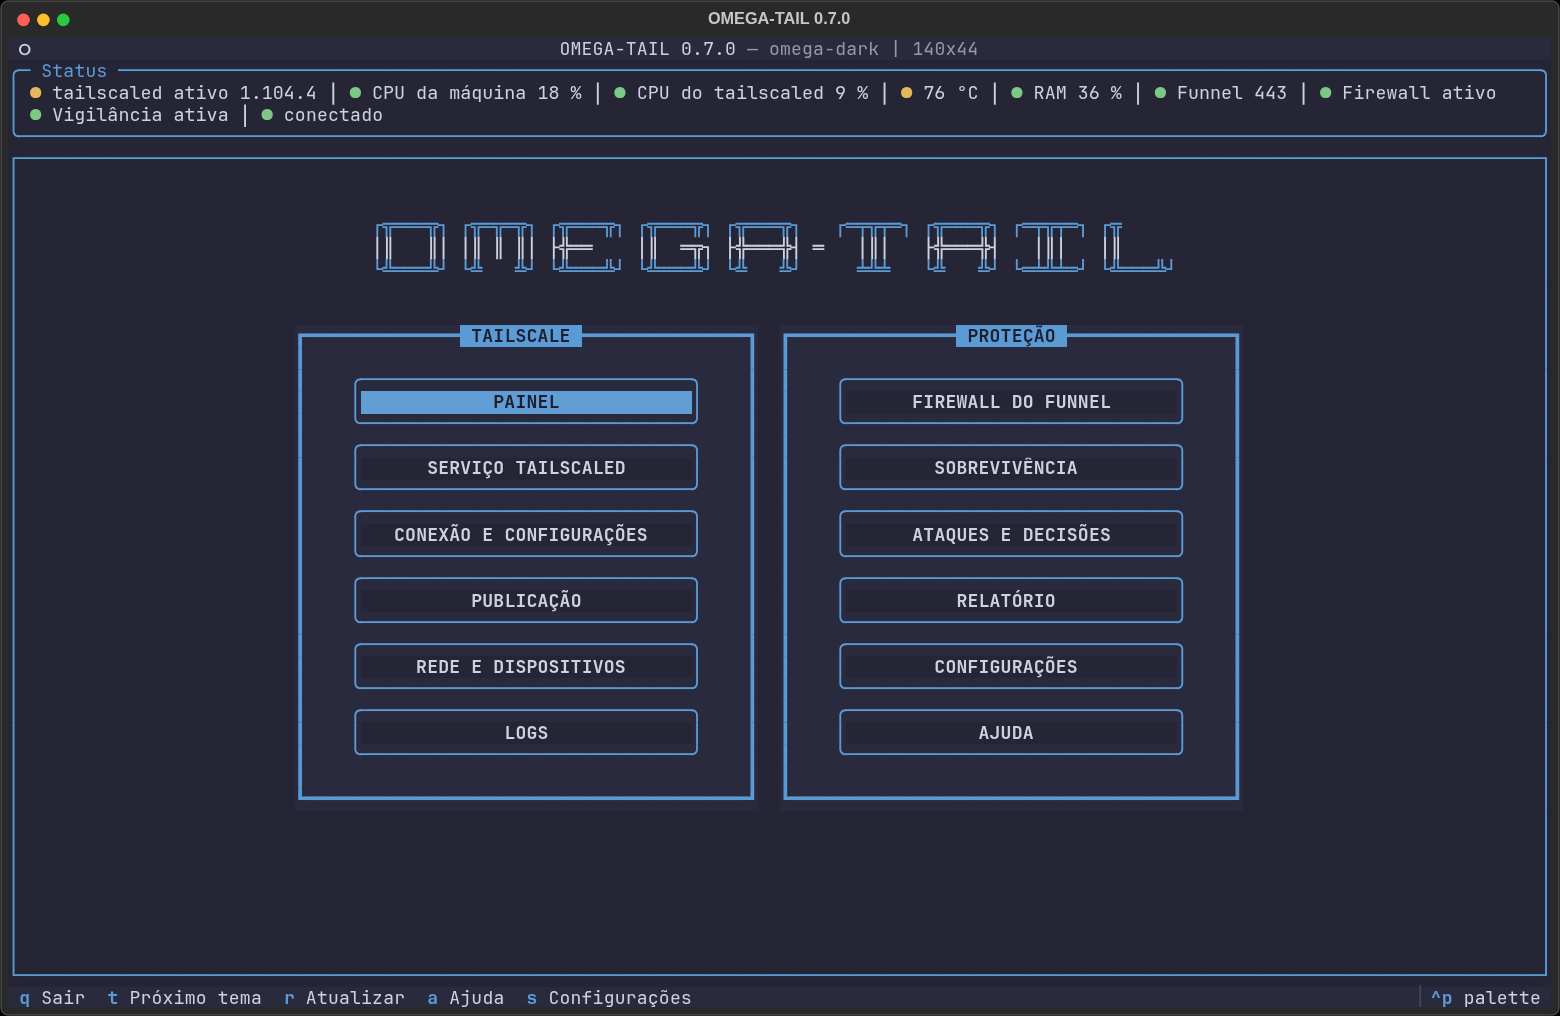 OMEGA-TAIL 0.7.0
OMEGA-TAIL 0.7.0 — omega-dark | 140x44
Status
tailscaled ativo 1.104.4 | CPU da máquina 18 % | CPU do tailscaled 9 % | 76 °C | RAM 36 % | Funnel 443 | Firewall ativo
Vigilância ativa | conectado
OMEGA-TAIL
TAILSCALE
PAINEL
SERVIÇO TAILSCALED
CONEXÃO E CONFIGURAÇÕES
PUBLICAÇÃO
REDE E DISPOSITIVOS
LOGS
PROTEÇÃO
FIREWALL DO FUNNEL
SOBREVIVÊNCIA
ATAQUES E DECISÕES
RELATÓRIO
CONFIGURAÇÕES
AJUDA
q Sair t Próximo tema r Atualizar a Ajuda s Configurações ^p palette